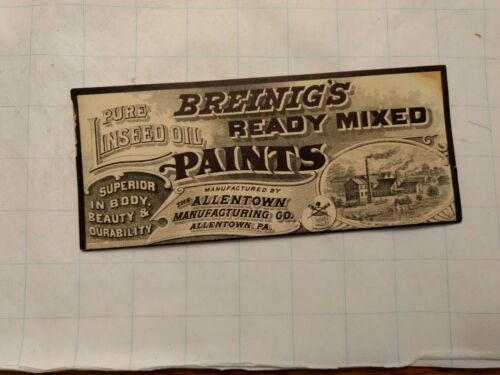 PURE
LINSEED OIL
BREINIG'S
READY MIXED
PAINTS
SUPERIOR
IN BODY,
BEAUTY &
DURABILITY
MANUFACTURED BY
THE ALLENTOWN
MANUFACTURING CO.
ALLENTOWN, PA.